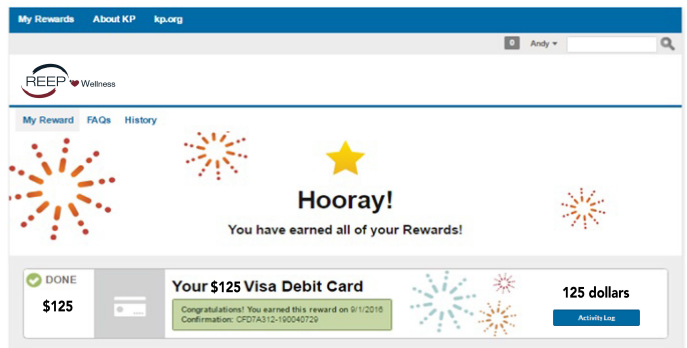 My Rewards About KP kp.org
0 Andy
REEP Wellness
My Reward FAQs History
Hooray!
You have earned all of your Rewards!
DONE
$125
Your $125 Visa Debit Card
Congratulations! You earned this reward on 9/1/2016
Confirmation: CFD7A312-190040729
125 dollars
Activity Log